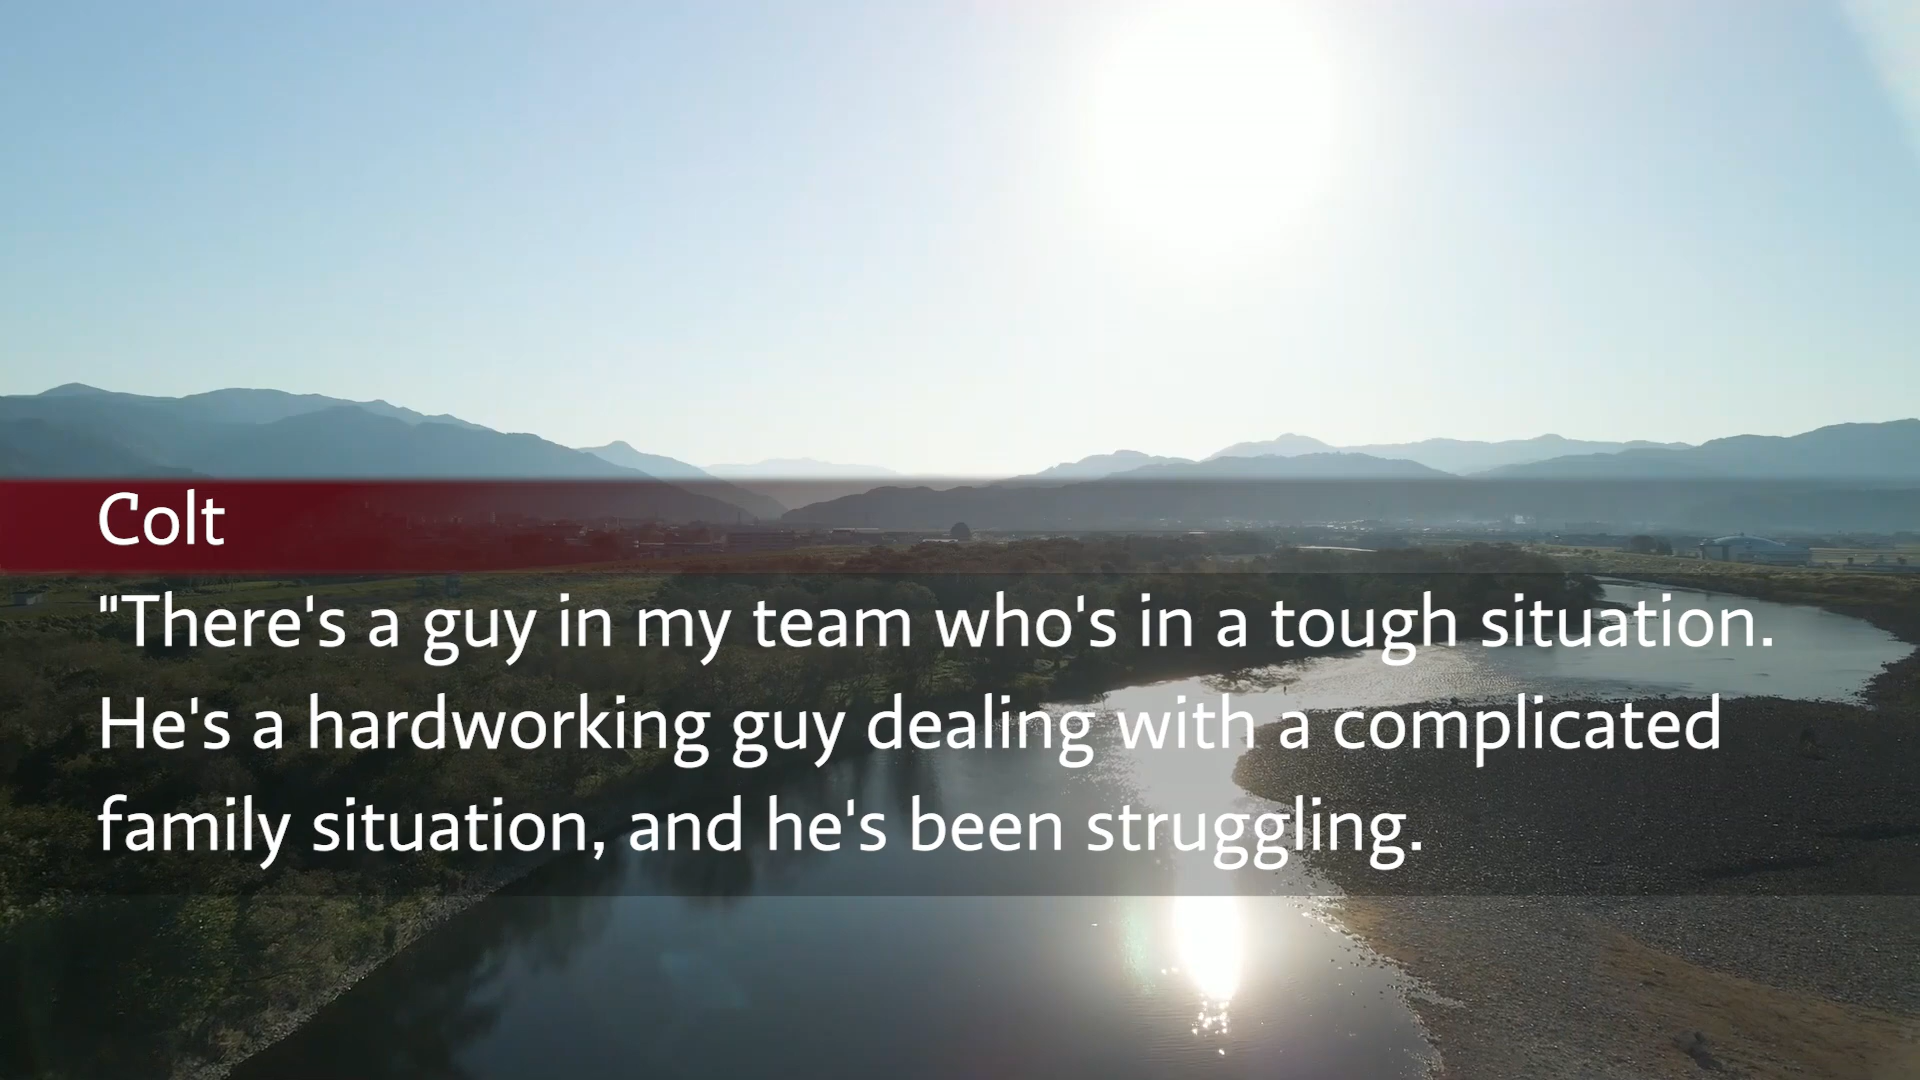 Colt
"There's a guy in my team who's in a tough situation.
He's a hardworking guy dealing with a complicated
family situation, and he's been struggling.